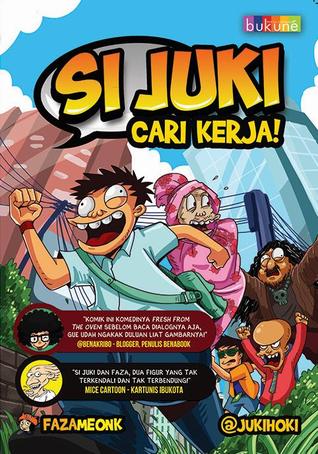 bukuné
SI JUKI
CARI KERJA!
"KOMIK INI KOMEDINYA FRESH FROM
THE OVEN! SEBELUM BACA DIALOGNYA AJA,
GUE UDAH NGAKAK DULUAN LIAT GAMBARNYA!"
@BENAKRIBO - BLOGGER, PENULIS BENABOOK
"SI JUKI DAN FAZA, DUA FIGUR YANG TAK
TERKENDALI DAN TAK TERBENDUNG!"
MICE CARTOON - KARTUNIS IBUKOTA
FAZAMEONK
@JUKIHOKI